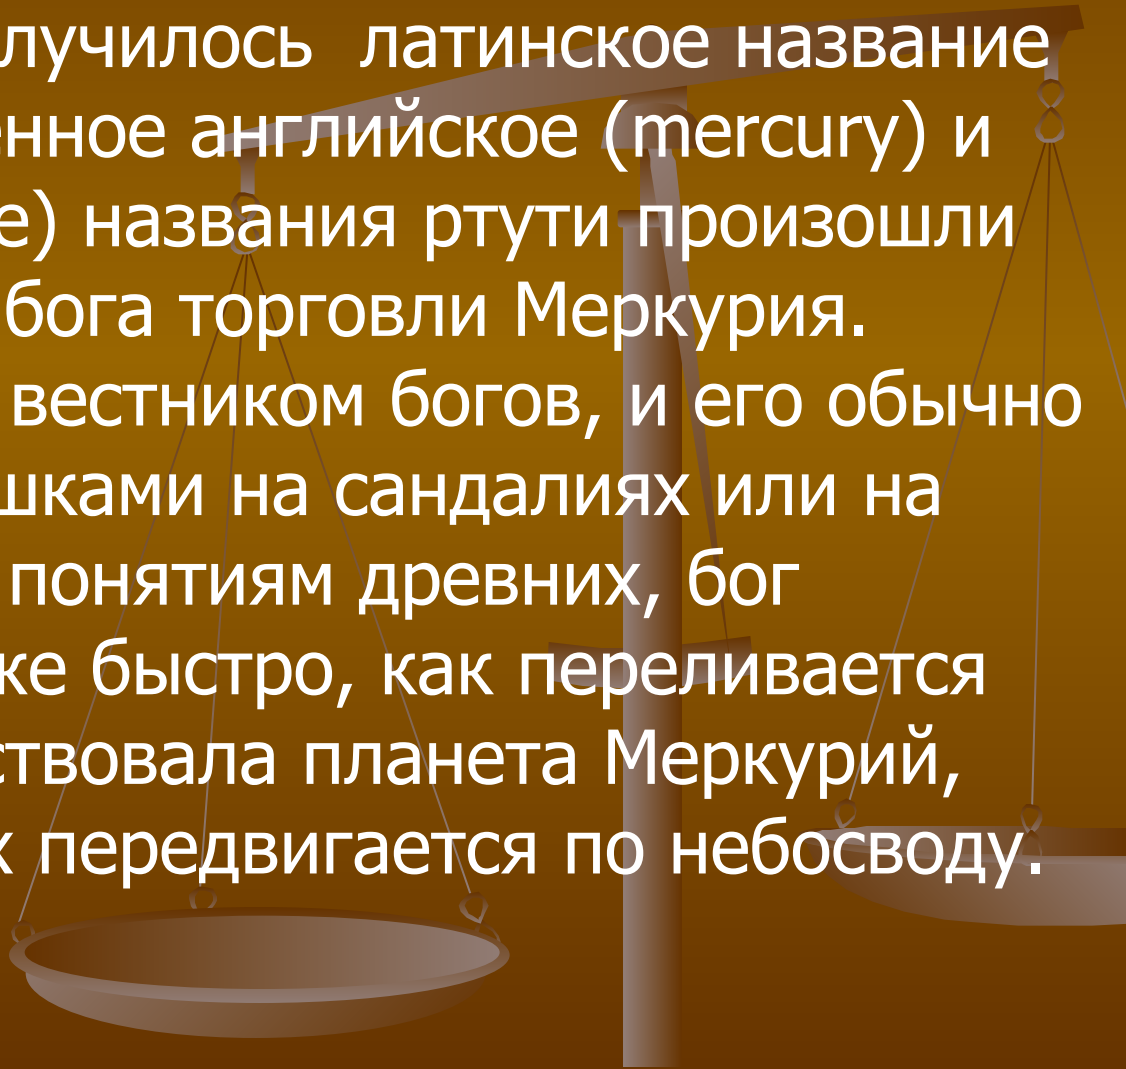 лучилось латинское название
енное английское (mercury) и
е) названия ртути произошли
бога торговли Меркурия.
вестником богов, и его обычно
шками на сандалиях или на
понятиям древних, бог
же быстро, как переливается
ствовала планета Меркурий,
х передвигается по небосводу.